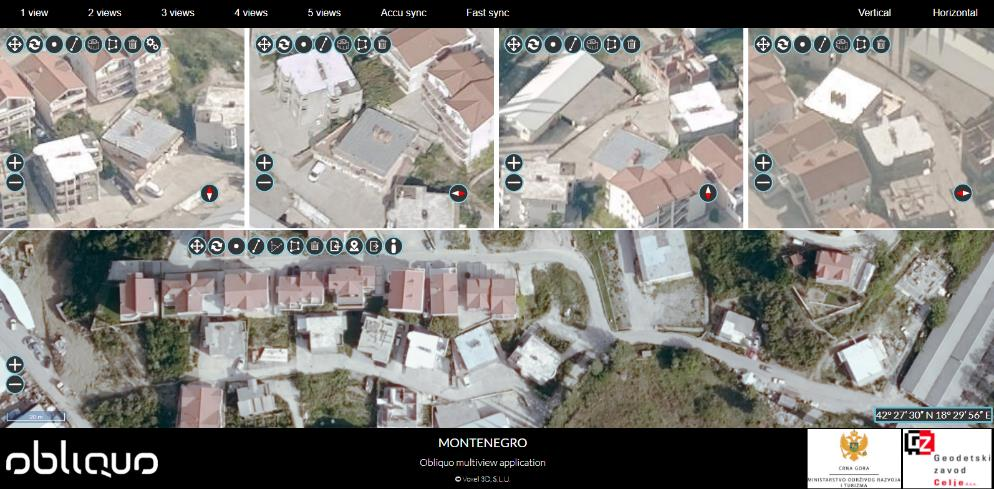 1 view 2 views 3 views 4 views 5 views Accu sync Fast sync Vertical Horizontal
20 m
42° 27' 30" N 18° 29' 56" E
obliquo
MONTENEGRO
Obliquo multiview application
© Voxel 3D, S.L.U.
CRNA GORA
MINISTARSTVO ODRŽIVOG RAZVOJA
I TURIZMA
GZ
Geodetski
zavod
Celje d.o.o.